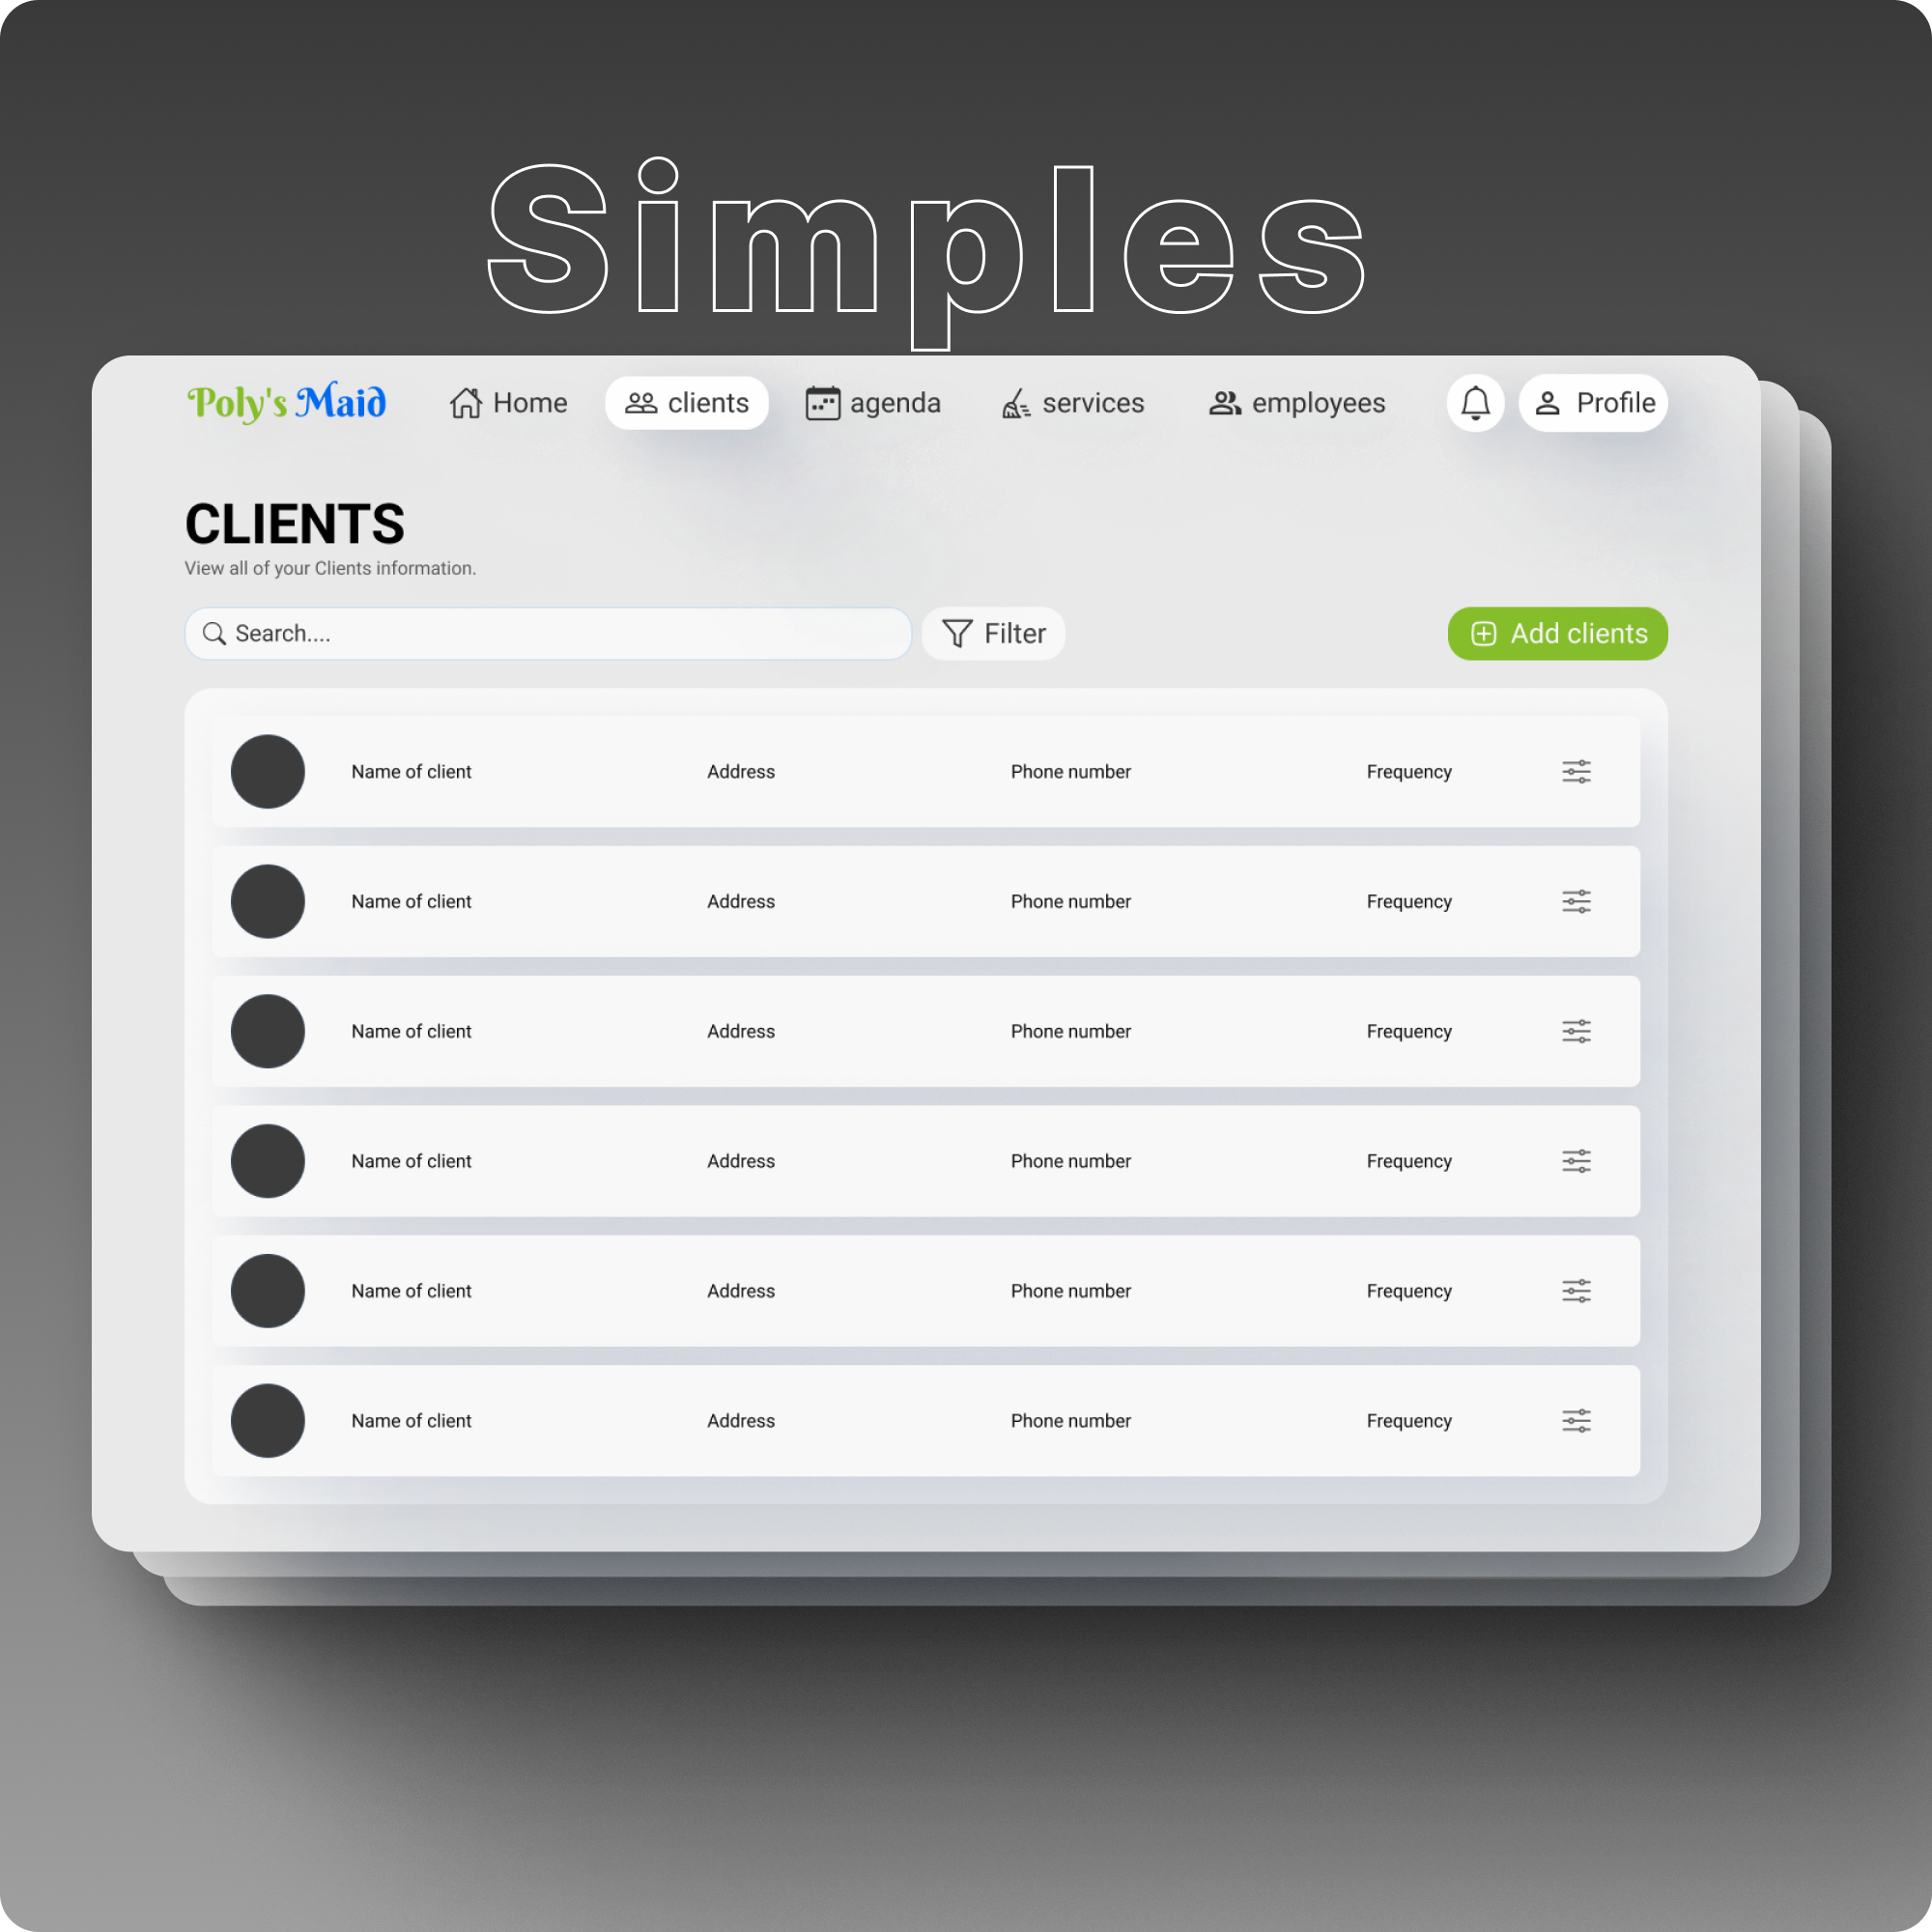 Simples
Poly's Maid Home clients agenda services employees Profile
CLIENTS
View all of your Clients information.
Search.... Filter Add clients
Name of client Address Phone number Frequency
Name of client Address Phone number Frequency
Name of client Address Phone number Frequency
Name of client Address Phone number Frequency
Name of client Address Phone number Frequency
Name of client Address Phone number Frequency